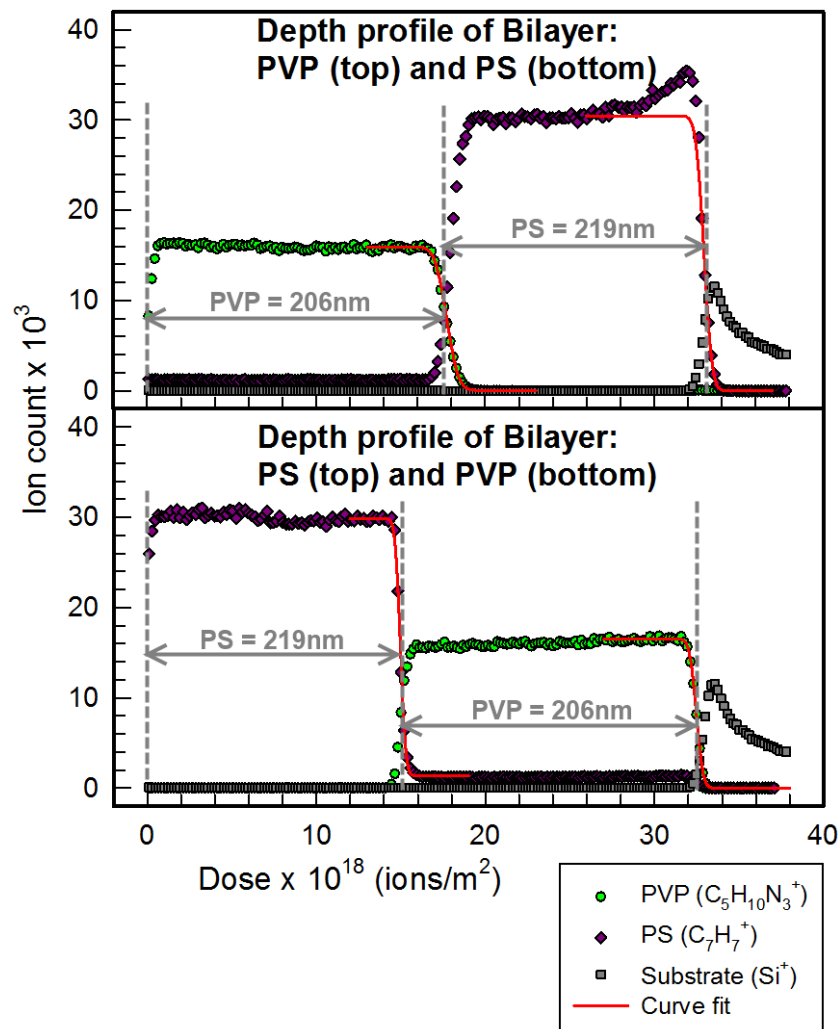 Depth profile of Bilayer:
PVP (top) and PS (bottom)
40
30
20
10
0
PS = 219nm
PVP = 206nm
Ion count x 10³
Depth profile of Bilayer:
PS (top) and PVP (bottom)
40
30
20
10
0
PS = 219nm
PVP = 206nm
0 10 20 30 40
Dose x 10¹⁸ (ions/m²)
PVP (C₅H₁₀N₃⁺)
PS (C₇H₇⁺)
Substrate (Si⁺)
Curve fit